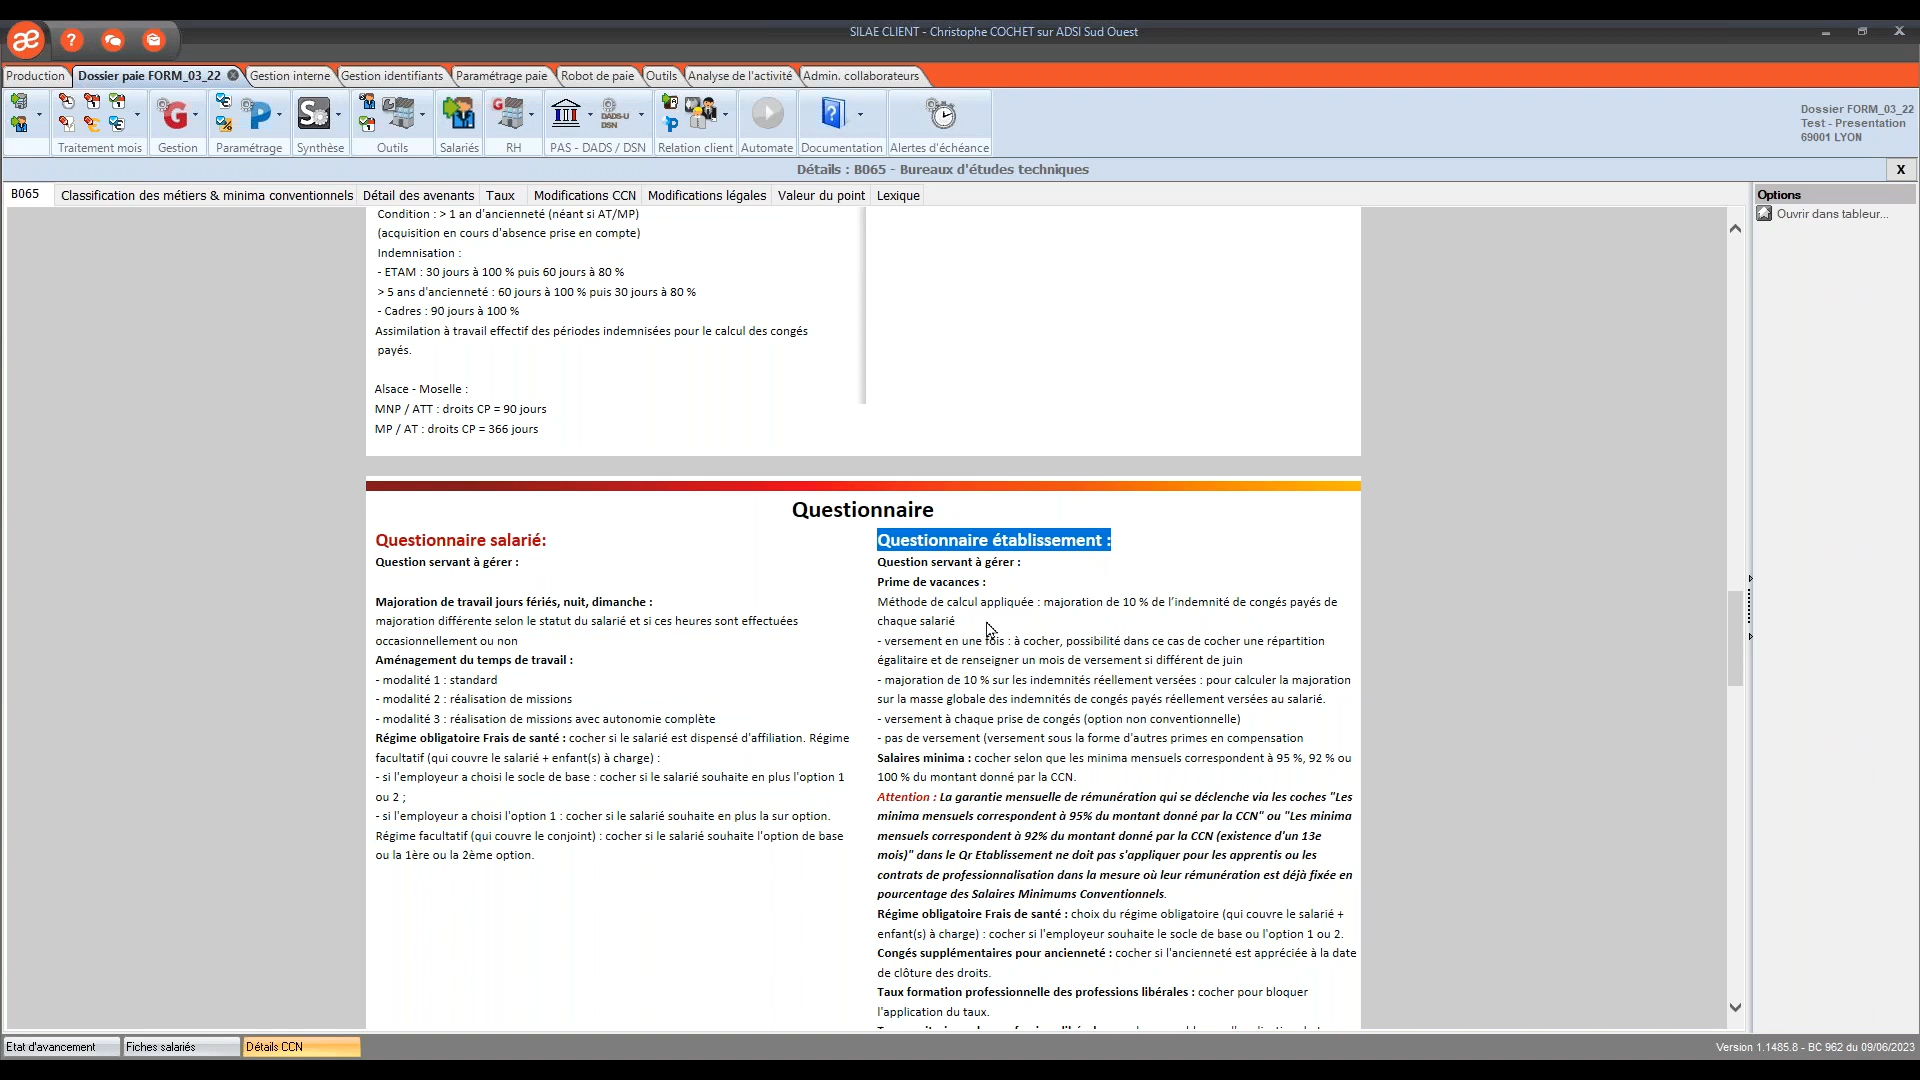 SILAE CLIENT - Christophe COCHET sur ADSI Sud Ouest
Production
Dossier paie FORM_03_22
Gestion interne
Gestion identifiants
Paramétrage paie
Robot de paie
Outils
Analyse de l'activité
Admin. collaborateurs
Traitement mois
Gestion
Paramétrage
Synthèse
Outils
Salariés
RH
PAS - DADS / DSN
Relation client
Automate
Documentation
Alertes d'échéance
Dossier FORM_03_22
Test - Presentation
69001 LYON
Détails : B065 - Bureaux d'études techniques
X
B065
Classification des métiers & minima conventionnels
Détail des avenants
Taux
Modifications CCN
Modifications légales
Valeur du point
Lexique
Options
Ouvrir dans tableur...
Condition : > 1 an d'ancienneté (néant si AT/MP)
(acquisition en cours d'absence prise en compte)
Indemnisation :
- ETAM : 30 jours à 100 % puis 60 jours à 80 %
> 5 ans d'ancienneté : 60 jours à 100 % puis 30 jours à 80 %
- Cadres : 90 jours à 100 %
Assimilation à travail effectif des périodes indemnisées pour le calcul des congés
payés.
Alsace - Moselle :
MNP / ATT : droits CP = 90 jours
MP / AT : droits CP = 366 jours
Questionnaire
Questionnaire salarié:
Question servant à gérer :
Majoration de travail jours fériés, nuit, dimanche :
majoration différente selon le statut du salarié et si ces heures sont effectuées
occasionnellement ou non
Aménagement du temps de travail :
- modalité 1 : standard
- modalité 2 : réalisation de missions
- modalité 3 : réalisation de missions avec autonomie complète
Régime obligatoire Frais de santé : cocher si le salarié est dispensé d'affiliation. Régime
facultatif (qui couvre le salarié + enfant(s) à charge) :
- si l'employeur a choisi le socle de base : cocher si le salarié souhaite en plus l'option 1
ou 2 ;
- si l'employeur a choisi l'option 1 : cocher si le salarié souhaite en plus la sur option.
Régime facultatif (qui couvre le conjoint) : cocher si le salarié souhaite l'option de base
ou la 1ère ou la 2ème option.
Questionnaire établissement :
Question servant à gérer :
Prime de vacances :
Méthode de calcul appliquée : majoration de 10 % de l'indemnité de congés payés de
chaque salarié
- versement en une fois : à cocher, possibilité dans ce cas de cocher une répartition
égalitaire et de renseigner un mois de versement si différent de juin
- majoration de 10 % sur les indemnités réellement versées : pour calculer la majoration
sur la masse globale des indemnités de congés payés réellement versées au salarié.
- versement à chaque prise de congés (option non conventionnelle)
- pas de versement (versement sous la forme d'autres primes en compensation
Salaires minima : cocher selon que les minima mensuels correspondent à 95 %, 92 % ou
100 % du montant donné par la CCN.
Attention : La garantie mensuelle de rémunération qui se déclenche via les coches "Les
minima mensuels correspondent à 95% du montant donné par la CCN" ou "Les minima
mensuels correspondent à 92% du montant donné par la CCN (existence d'un 13e
mois)" dans le Qr Etablissement ne doit pas s'appliquer pour les apprentis ou les
contrats de professionnalisation dans la mesure où leur rémunération est déjà fixée en
pourcentage des Salaires Minimums Conventionnels.
Régime obligatoire Frais de santé : choix du régime obligatoire (qui couvre le salarié +
enfant(s) à charge) : cocher si l'employeur souhaite le socle de base ou l'option 1 ou 2.
Congés supplémentaires pour ancienneté : cocher si l'ancienneté est appréciée à la date
de clôture des droits.
Taux formation professionnelle des professions libérales : cocher pour bloquer
l'application du taux.
Etat d'avancement
Fiches salariés
Détails CCN
Version 1.1485.8 - BC 962 du 09/06/2023